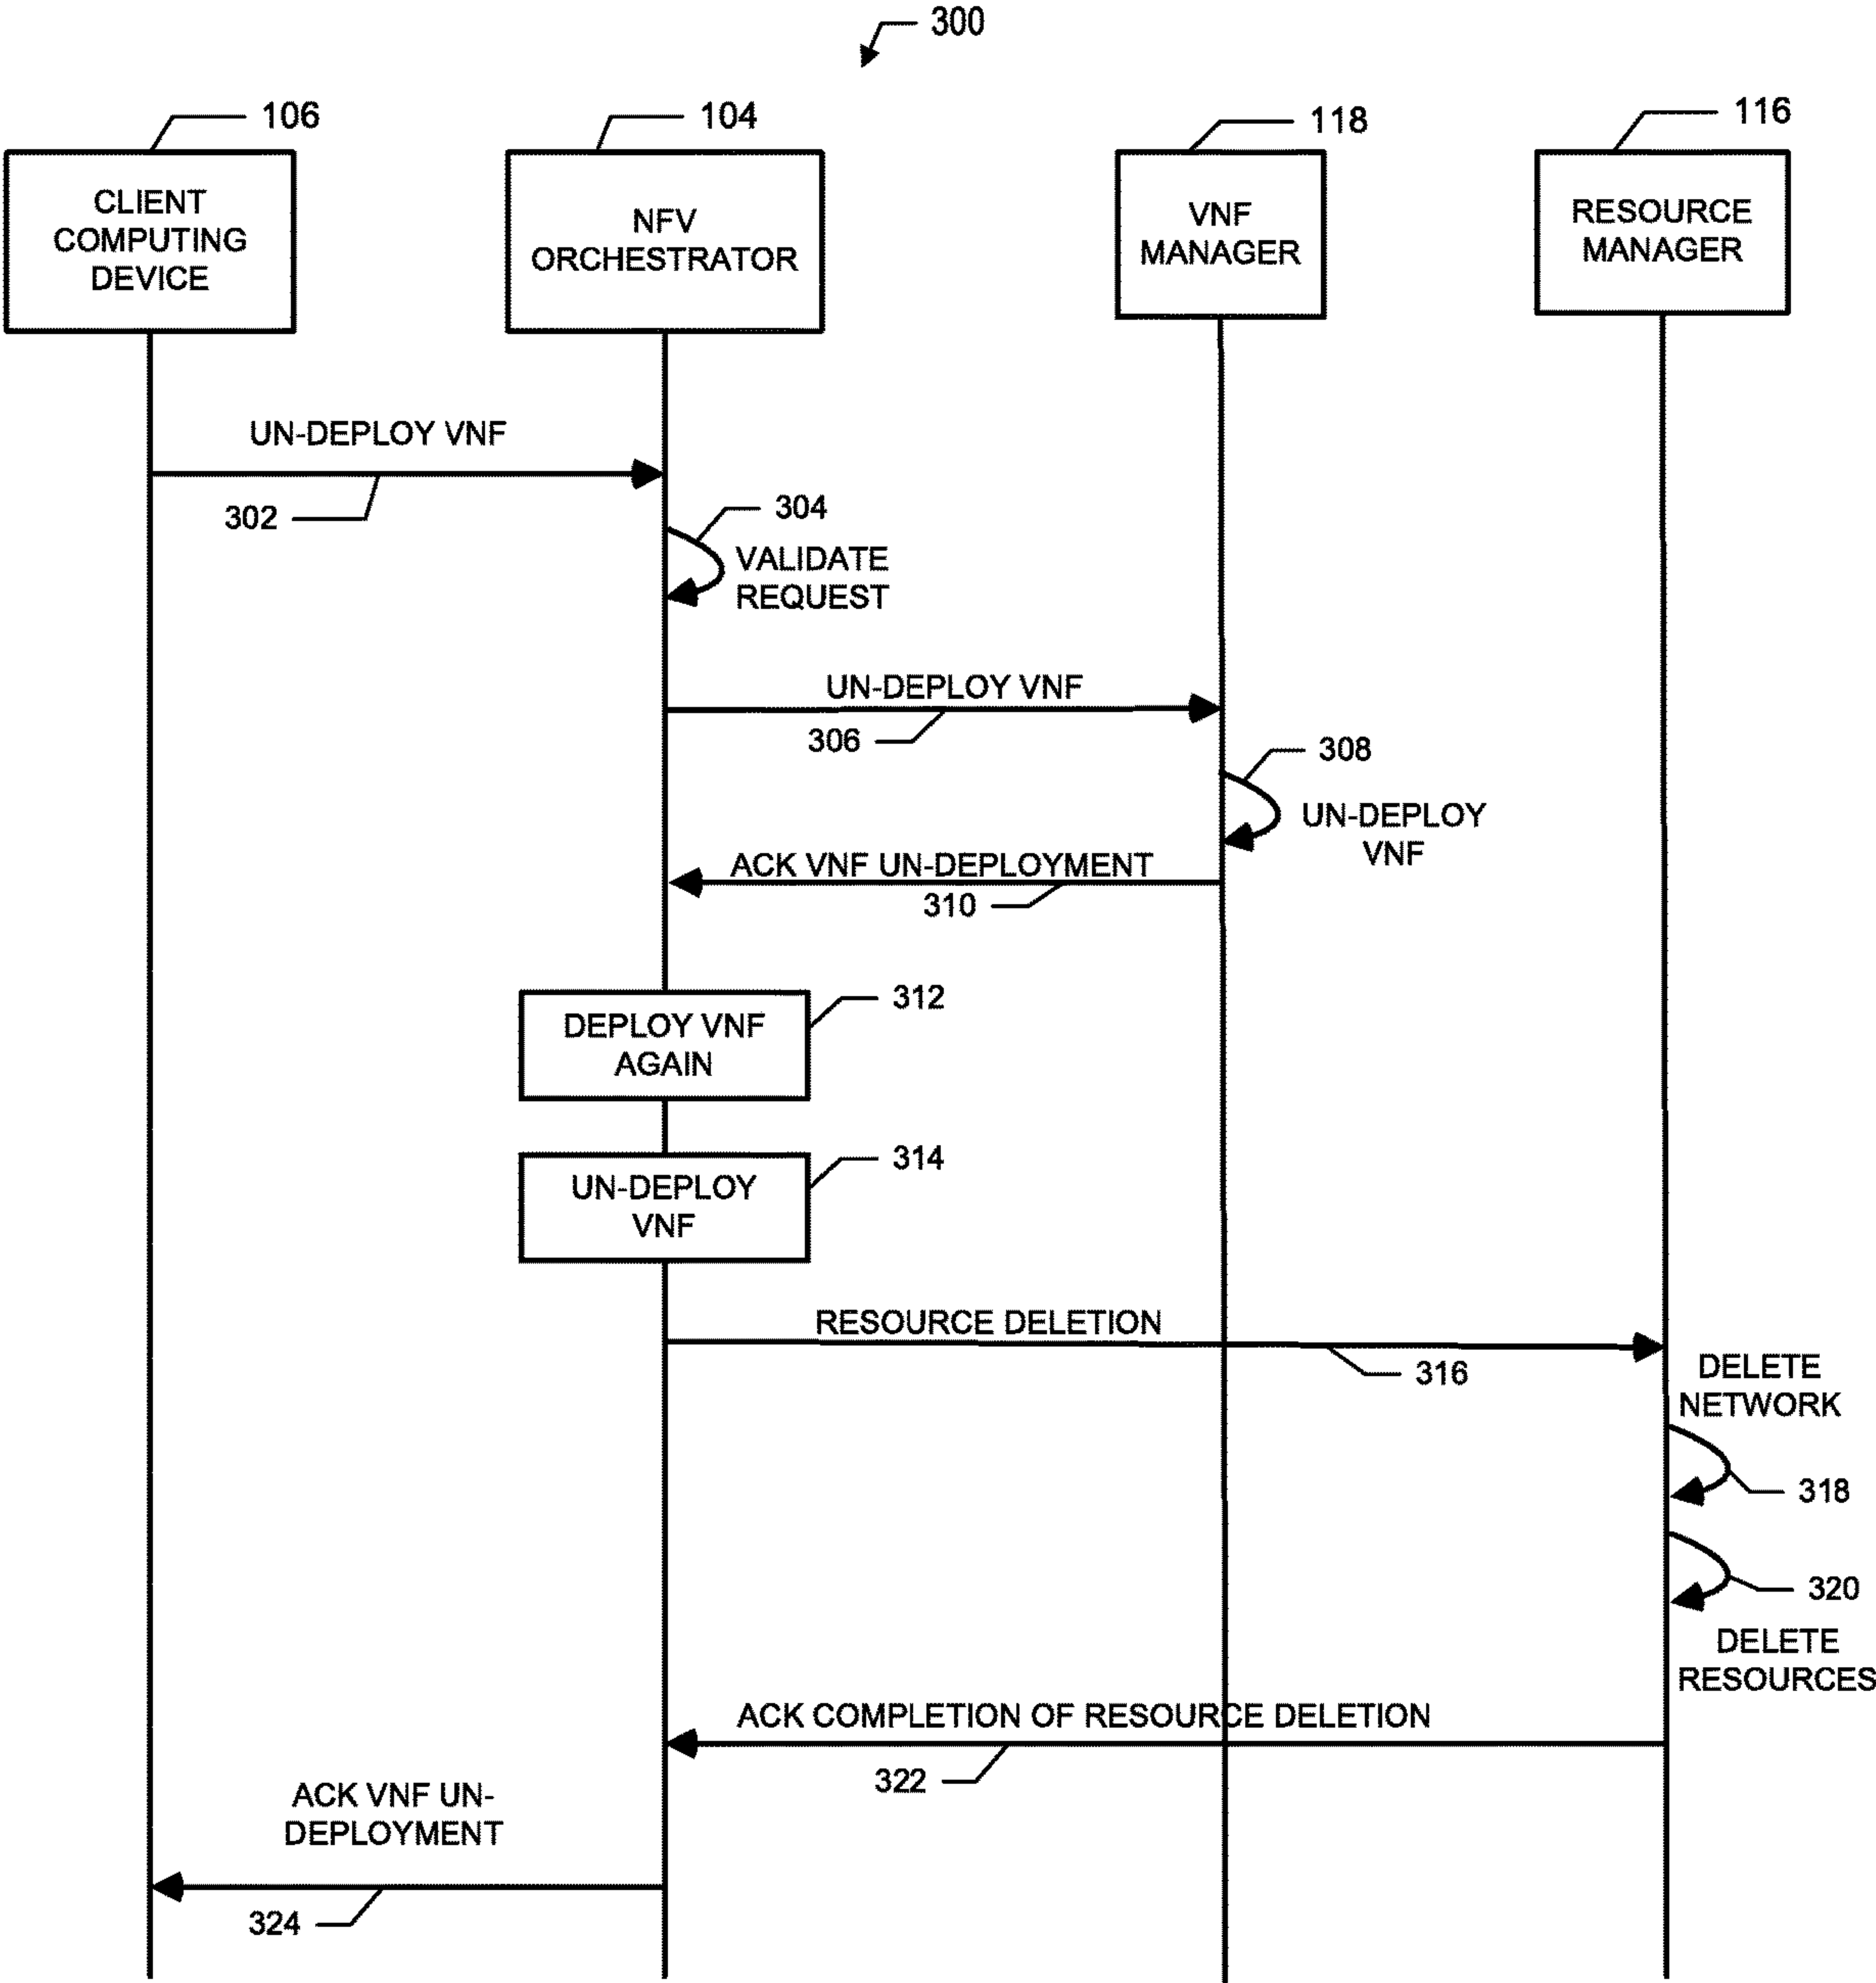 300
106
104
118
116
CLIENT
COMPUTING
DEVICE
NFV
ORCHESTRATOR
VNF
MANAGER
RESOURCE
MANAGER
UN-DEPLOY VNF
302
304
VALIDATE
REQUEST
UN-DEPLOY VNF
306
308
UN-DEPLOY
VNF
ACK VNF UN-DEPLOYMENT
310
312
DEPLOY VNF
AGAIN
314
UN-DEPLOY
VNF
RESOURCE DELETION
316
DELETE
NETWORK
318
320
DELETE
RESOURCES
ACK COMPLETION OF RESOURCE DELETION
322
ACK VNF UN-
DEPLOYMENT
324